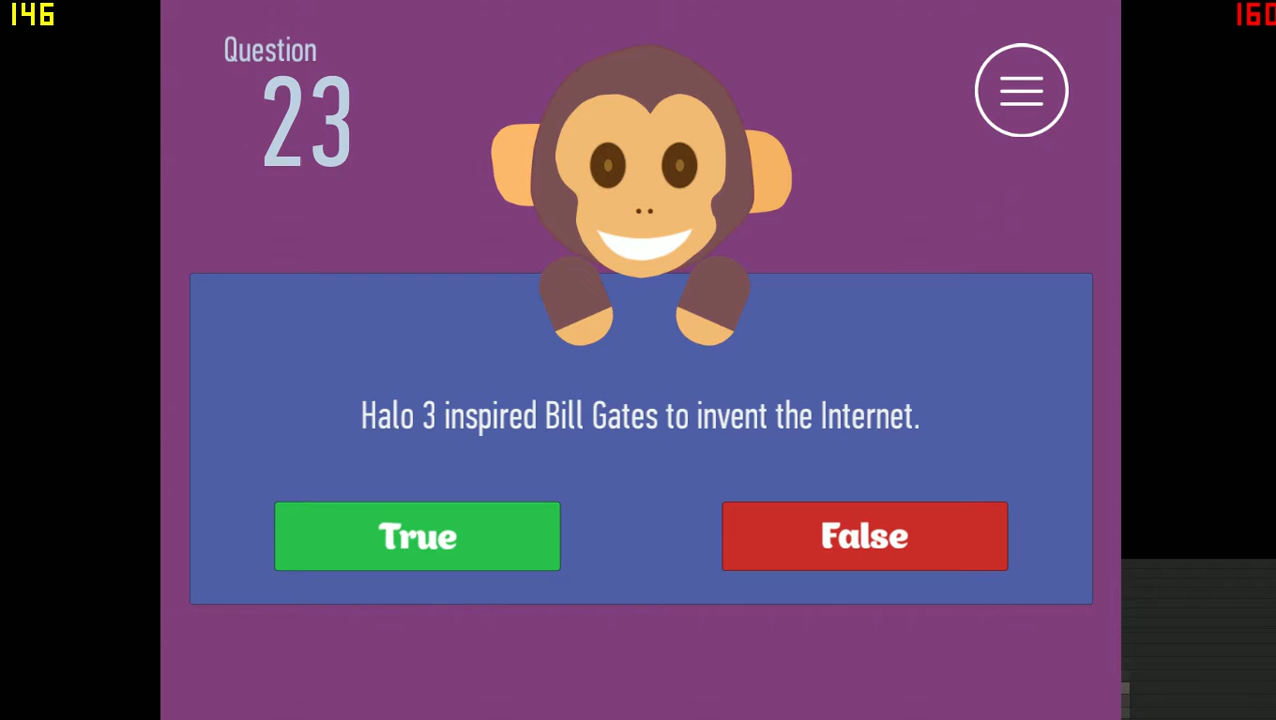 146
160
Question
23
Halo 3 inspired Bill Gates to invent the Internet.
True
False